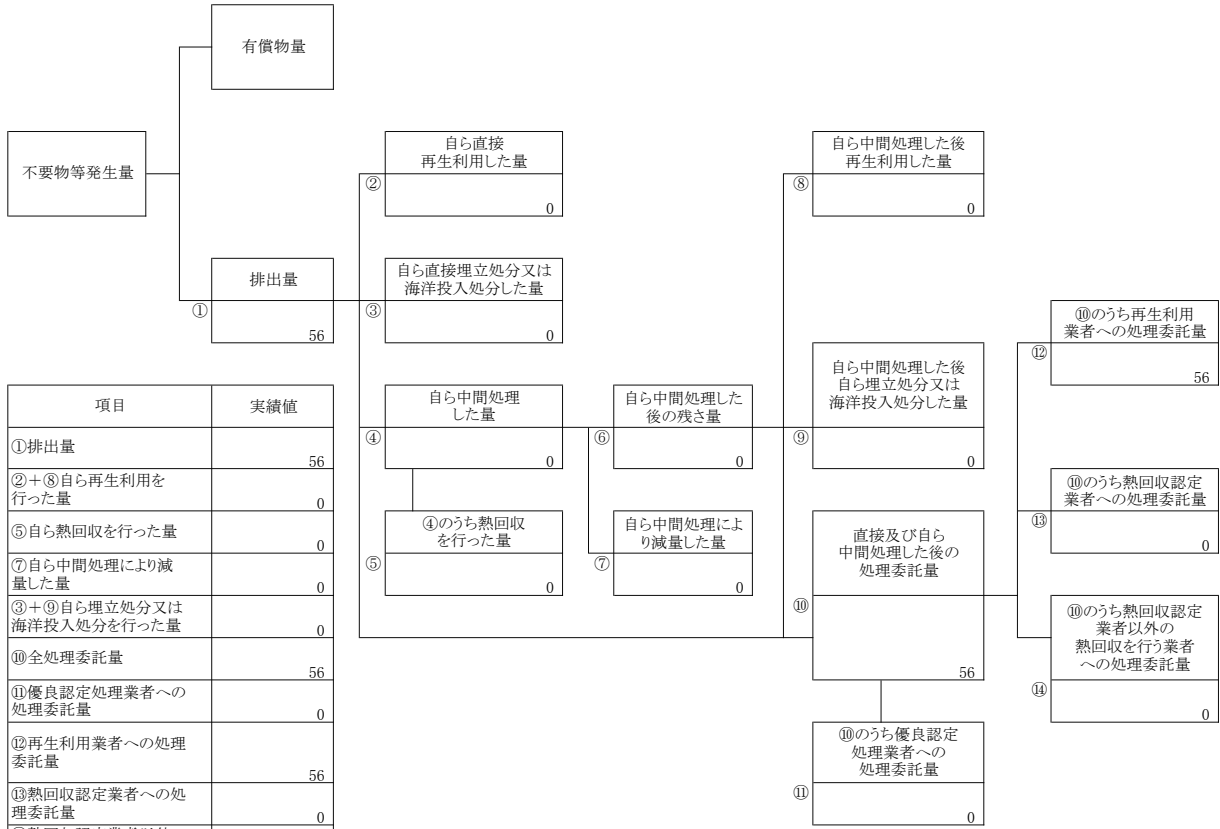 有償物量
不要物等発生量
自ら直接
再生利用した量
②
0
自ら中間処理した後
再生利用した量
⑧
0
排出量
①
56
自ら直接埋立処分又は
海洋投入処分した量
③
0
⑩のうち再生利用
業者への処理委託量
⑫
56
自ら中間処理
した量
④
0
自ら中間処理した
後の残さ量
⑥
0
自ら中間処理した後
自ら埋立処分又は
海洋投入処分した量
⑨
0
⑩のうち熱回収認定
業者への処理委託量
⑬
0
④のうち熱回収
を行った量
⑤
0
自ら中間処理によ
り減量した量
⑦
0
直接及び自ら
中間処理した後の
処理委託量
⑩
56
⑩のうち熱回収認定
業者以外の
熱回収を行う業者
への処理委託量
⑭
0
⑩のうち優良認定
処理業者への
処理委託量
⑪
0
項目 実績値
①排出量 56
②+⑧自ら再生利用を
行った量 0
⑤自ら熱回収を行った量 0
⑦自ら中間処理により減
量した量 0
③+⑨自ら埋立処分又は
海洋投入処分を行った量 0
⑩全処理委託量 56
⑪優良認定処理業者への
処理委託量 0
⑫再生利用業者への処理
委託量 56
⑬熱回収認定業者への処
理委託量 0